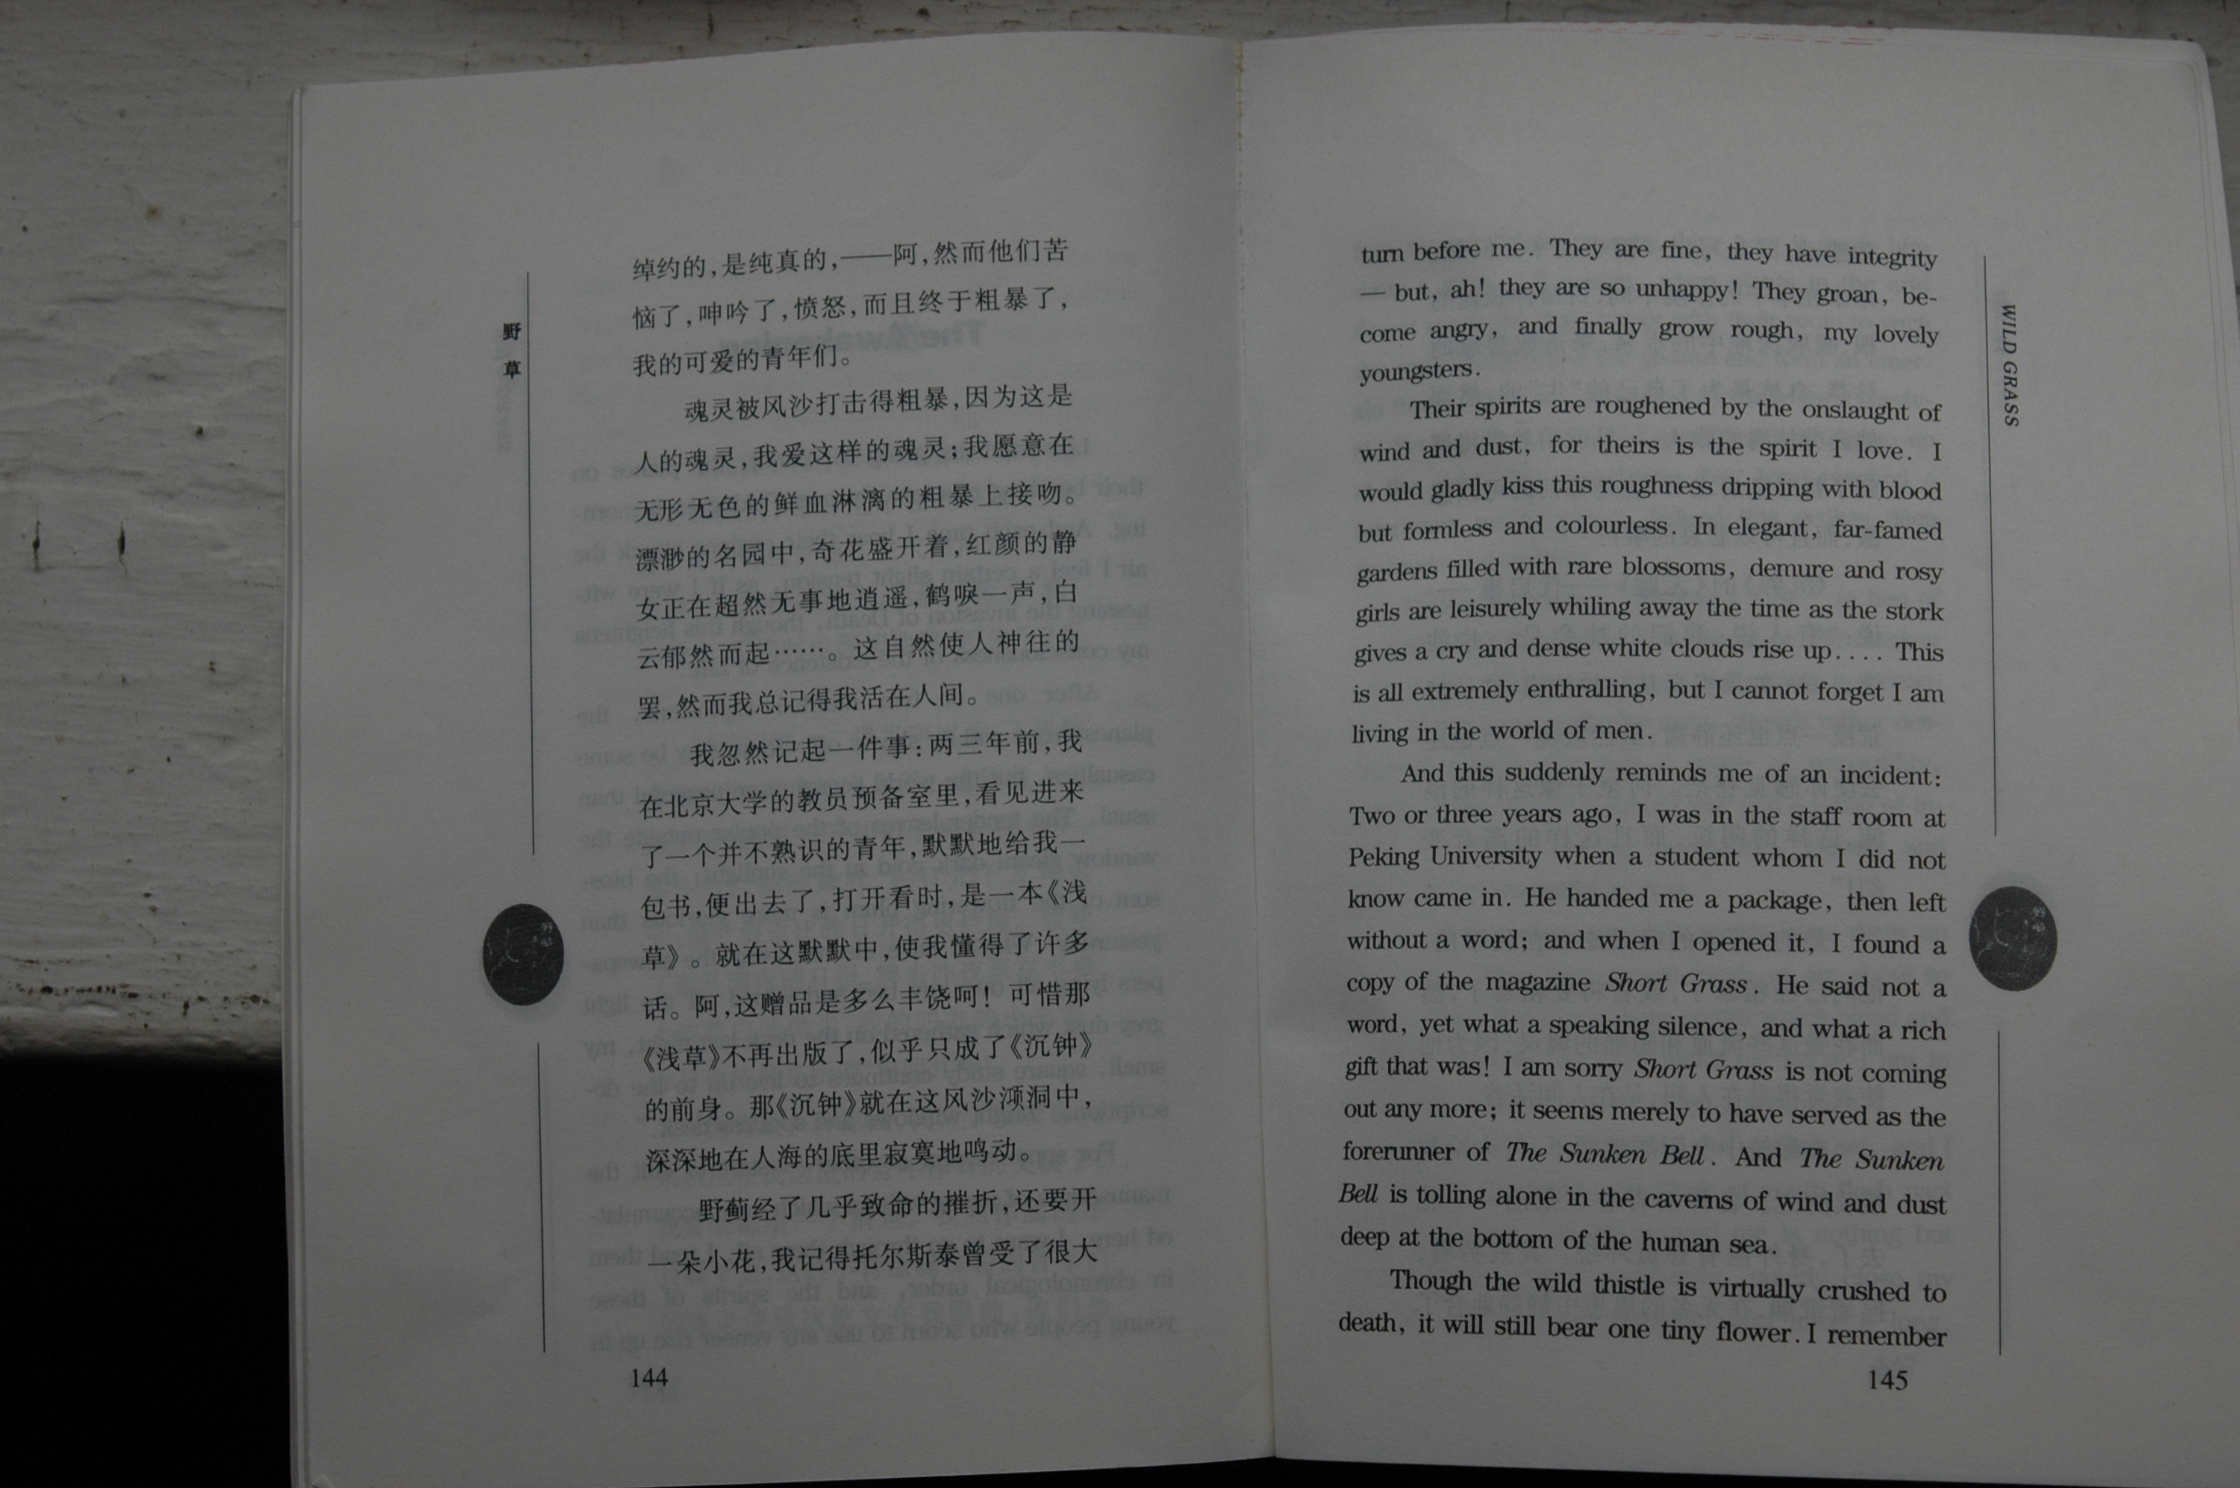 野草
绰约的,是纯真的,——阿,然而他们苦
恼了,呻吟了,愤怒,而且终于粗暴了,
我的可爱的青年们。
魂灵被风沙打击得粗暴,因为这是
人的魂灵,我爱这样的魂灵;我愿意在
无形无色的鲜血淋漓的粗暴上接吻。
漂渺的名园中,奇花盛开着,红颜的静
女正在超然无事地逍遥,鹤唳一声,白
云郁然而起……。这自然使人神往的
罢,然而我总记得我活在人间。
我忽然记起一件事:两三年前,我
在北京大学的教员预备室里,看见进来
了一个并不熟识的青年,默默地给我一
包书,便出去了,打开看时,是一本《浅
草》。就在这默默中,使我懂得了许多
话。阿,这赠品是多么丰饶呵!可惜那
《浅草》不再出版了,似乎只成了《沉钟》
的前身。那《沉钟》就在这风沙澒洞中,
深深地在人海的底里寂寞地鸣动。
野蓟经了几乎致命的摧折,还要开
一朵小花,我记得托尔斯泰曾受了很大
144
turn before me. They are fine, they have integrity
— but, ah! they are so unhappy! They groan, be-
come angry, and finally grow rough, my lovely
youngsters.
Their spirits are roughened by the onslaught of
wind and dust, for theirs is the spirit I love. I
would gladly kiss this roughness dripping with blood
but formless and colourless. In elegant, far-famed
gardens filled with rare blossoms, demure and rosy
girls are leisurely whiling away the time as the stork
gives a cry and dense white clouds rise up.... This
is all extremely enthralling, but I cannot forget I am
living in the world of men.
And this suddenly reminds me of an incident:
Two or three years ago, I was in the staff room at
Peking University when a student whom I did not
know came in. He handed me a package, then left
without a word; and when I opened it, I found a
copy of the magazine Short Grass. He said not a
word, yet what a speaking silence, and what a rich
gift that was! I am sorry Short Grass is not coming
out any more; it seems merely to have served as the
forerunner of The Sunken Bell. And The Sunken
Bell is tolling alone in the caverns of wind and dust
deep at the bottom of the human sea.
Though the wild thistle is virtually crushed to
death, it will still bear one tiny flower. I remember
WILD GRASS
145